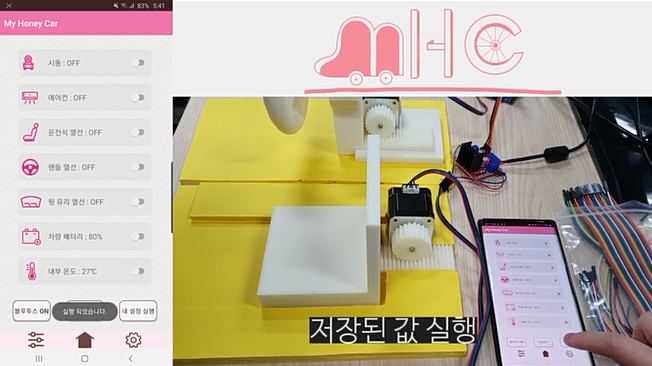 83% 5:41
My Honey Car
시동 : OFF
에어컨 : OFF
운전석 열선 : OFF
핸들 열선 : OFF
뒷 유리 열선 : OFF
차량 배터리 : 80%
내부 온도 : 27℃
블루투스 ON
실행 되었습니다.
내 설정 실행
mHC
저장된 값 실행